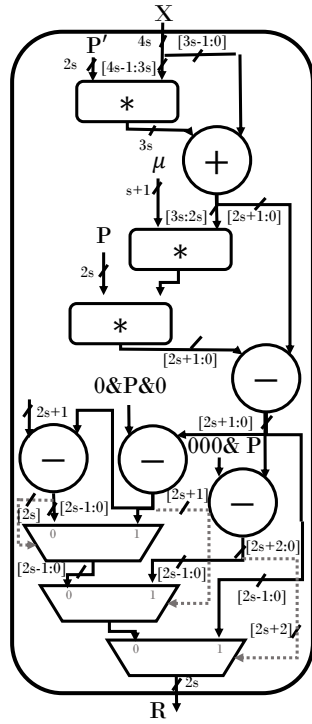 X
P′
4s
[3s-1:0]
2s
[4s-1:3s]
*
3s
+
μ
s+1
[3s:2s]
[2s+1:0]
P
*
2s
*
[2s+1:0]
−
0&P&0
2s+1
[2s+1:0]
000& P
−
−
−
[2s]
[2s-1:0]
[2s+1]
0
1
[2s+2:0]
[2s-1:0]
[2s-1:0]
0
1
[2s-1:0]
[2s+2]
0
1
2s
R